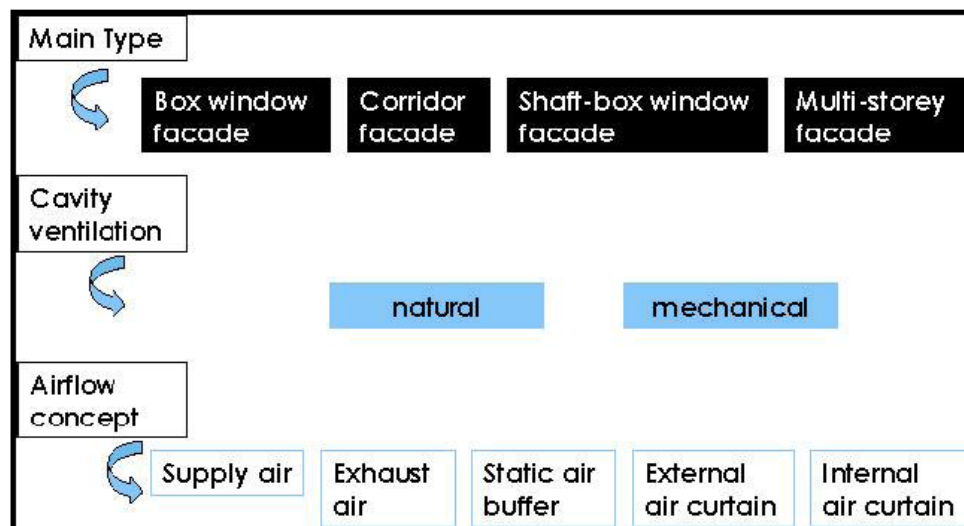 Main Type
Box window
facade
Corridor
facade
Shaft-box window
facade
Multi-storey
facade
Cavity
ventilation
natural
mechanical
Airflow
concept
Supply air
Exhaust
air
Static air
buffer
External
air curtain
Internal
air curtain